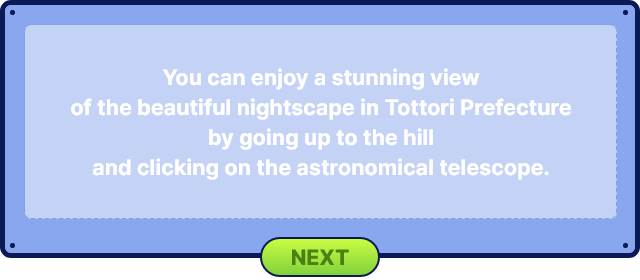 You can enjoy a stunning view
of the beautiful nightscape in Tottori Prefecture
by going up to the hill
and clicking on the astronomical telescope.
NEXT